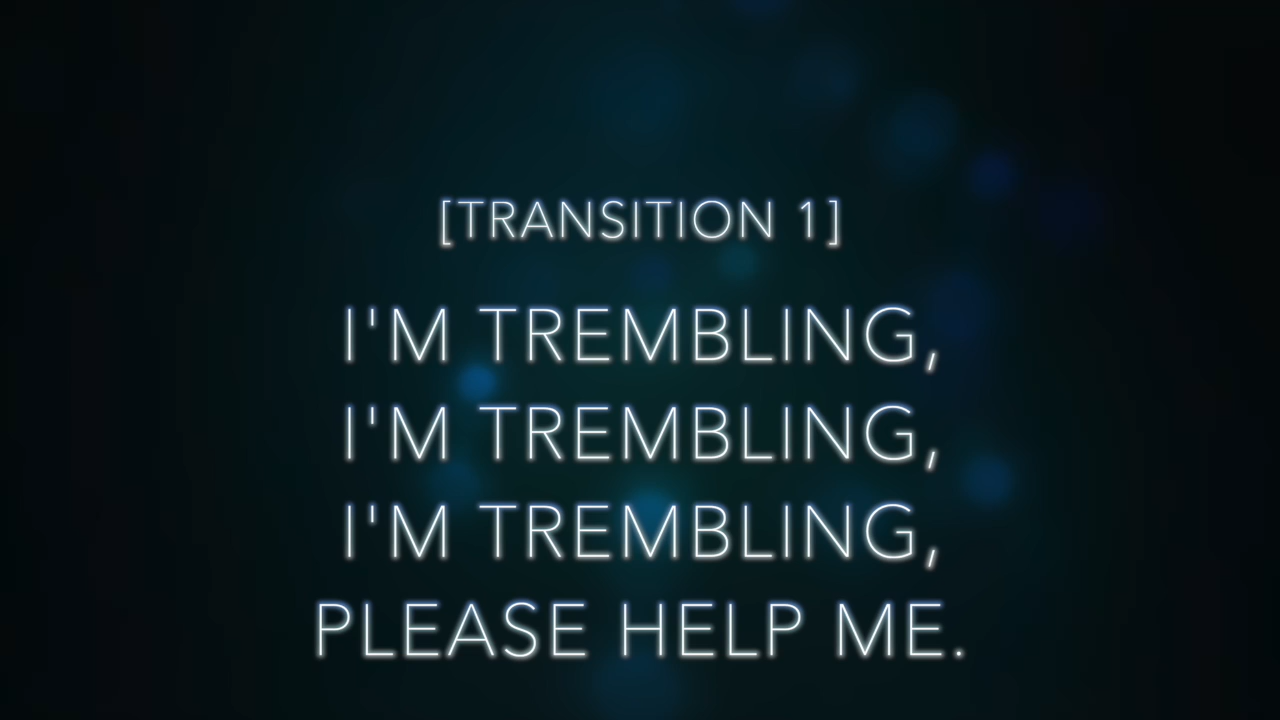 [TRANSITION 1]
I'M TREMBLING,
I'M TREMBLING,
I'M TREMBLING,
PLEASE HELP ME.